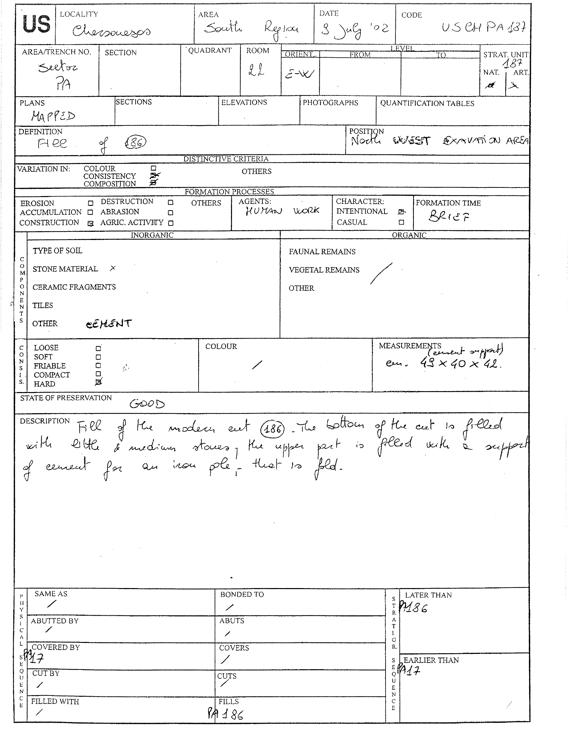 US
LOCALITY
Chersonesos
AREA
South Region
DATE
3 July '02
CODE
USCH PA 187
AREA/TRENCH NO.
Sector
PA
SECTION
QUADRANT
ROOM
22
LEVEL
ORIENT.
FROM
TO
E-W
STRAT. UNIT
187
NAT.
ART.
x
PLANS
MAPPED
SECTIONS
ELEVATIONS
PHOTOGRAPHS
QUANTIFICATION TABLES
DEFINITION
Fill of 186
POSITION
North WEST EXAVATION AREA
DISTINCTIVE CRITERIA
VARIATION IN:
COLOUR
CONSISTENCY
COMPOSITION
OTHERS
FORMATION PROCESSES
EROSION
DESTRUCTION
ACCUMULATION
ABRASION
CONSTRUCTION
AGRIC. ACTIVITY
OTHERS
AGENTS:
HUMAN WORK
CHARACTER:
INTENTIONAL
CASUAL
FORMATION TIME
BRIEF
INORGANIC
ORGANIC
COMPONENTS
TYPE OF SOIL
STONE MATERIAL x
CERAMIC FRAGMENTS
TILES
OTHER CEMENT
FAUNAL REMAINS
VEGETAL REMAINS /
OTHER
CONSIS.
LOOSE
SOFT
FRIABLE
COMPACT
HARD
COLOUR
/
MEASUREMENTS
(cement support)
cm. 43 x 40 x 42.
STATE OF PRESERVATION
GOOD
DESCRIPTION Fill of the modern cut 186. The bottom of the cut is filled
with little & medium stones, the upper part is filled with a support
of cement for an iron pole, that is fold.
PHYSICAL SEQUENCE
SAME AS
/
BONDED TO
/
ABUTTED BY
/
ABUTS
/
COVERED BY
PA17
COVERS
/
CUT BY
/
CUTS
/
FILLED WITH
/
FILLS
PA 186
STRATIGR. SEQUENCE
LATER THAN
PA186
EARLIER THAN
PA17